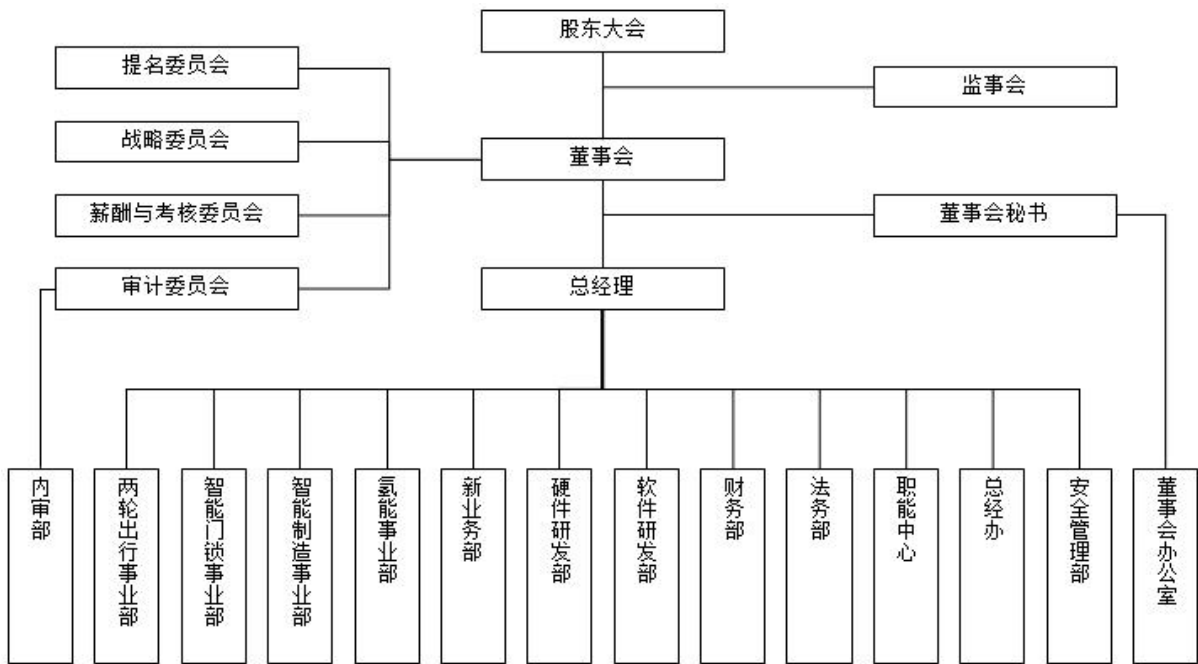 股东大会
提名委员会
监事会
战略委员会
董事会
薪酬与考核委员会
董事会秘书
审计委员会
总经理
内审部
两轮出行事业部
智能门锁事业部
智能制造事业部
氢能事业部
新业务部
硬件研发部
软件研发部
财务部
法务部
职能中心
总经办
安全管理部
董事会办公室